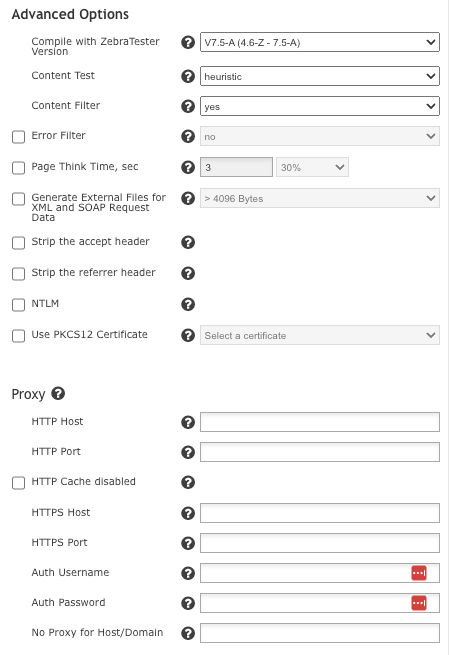 Advanced Options
Compile with ZebraTester
Version
? V7.5-A (4.6-Z - 7.5-A)
Content Test ? heuristic
Content Filter ? yes
Error Filter ? no
Page Think Time, sec ? 3 30%
Generate External Files for
XML and SOAP Request
Data
? > 4096 Bytes
Strip the accept header ?
Strip the referrer header ?
NTLM ?
Use PKCS12 Certificate ? Select a certificate
Proxy ?
HTTP Host ?
HTTP Port ?
HTTP Cache disabled ?
HTTPS Host ?
HTTPS Port ?
Auth Username ?
Auth Password ?
No Proxy for Host/Domain ?